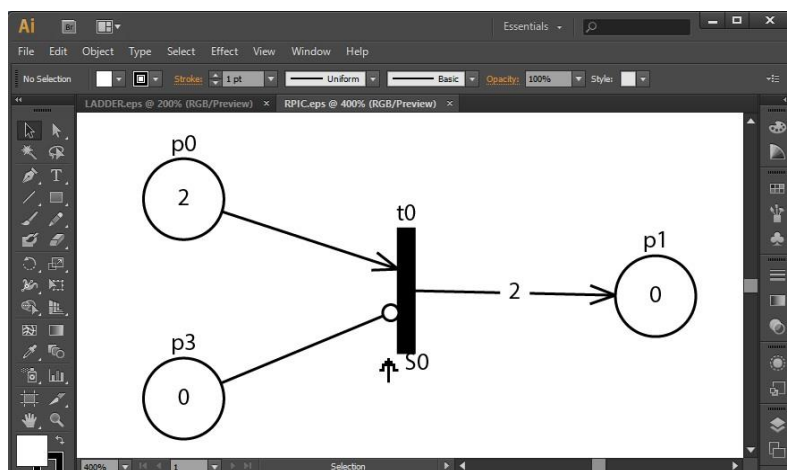 Ai Br Essentials
File Edit Object Type Select Effect View Window Help
No Selection Stroke: 1 pt Uniform Basic Opacity: 100% Style:
LADDER.eps @ 200% (RGB/Preview) × RPIC.eps @ 400% (RGB/Preview) ×
p0
2
t0
p1
2
0
p3
S0
0
T
400% 1 Selection